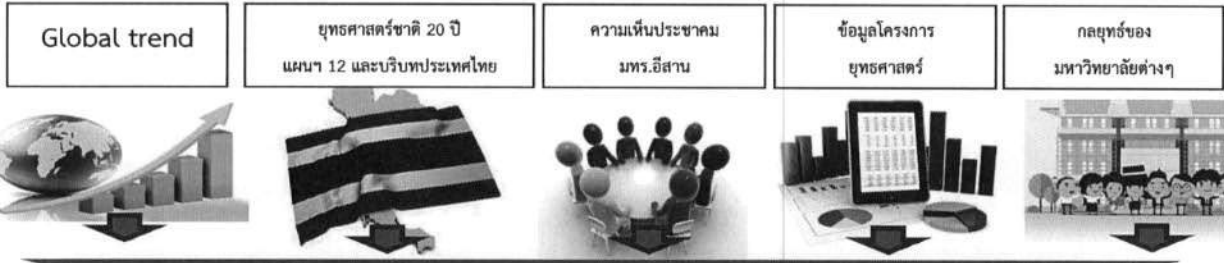 Global trend
ยุทธศาสตร์ชาติ 20 ปี
แผนฯ 12 และบริบทประเทศไทย
ความเห็นประชาคม
มทร.อีสาน
ข้อมูลโครงการ
ยุทธศาสตร์
กลยุทธ์ของ
มหาวิทยาลัยต่างๆ